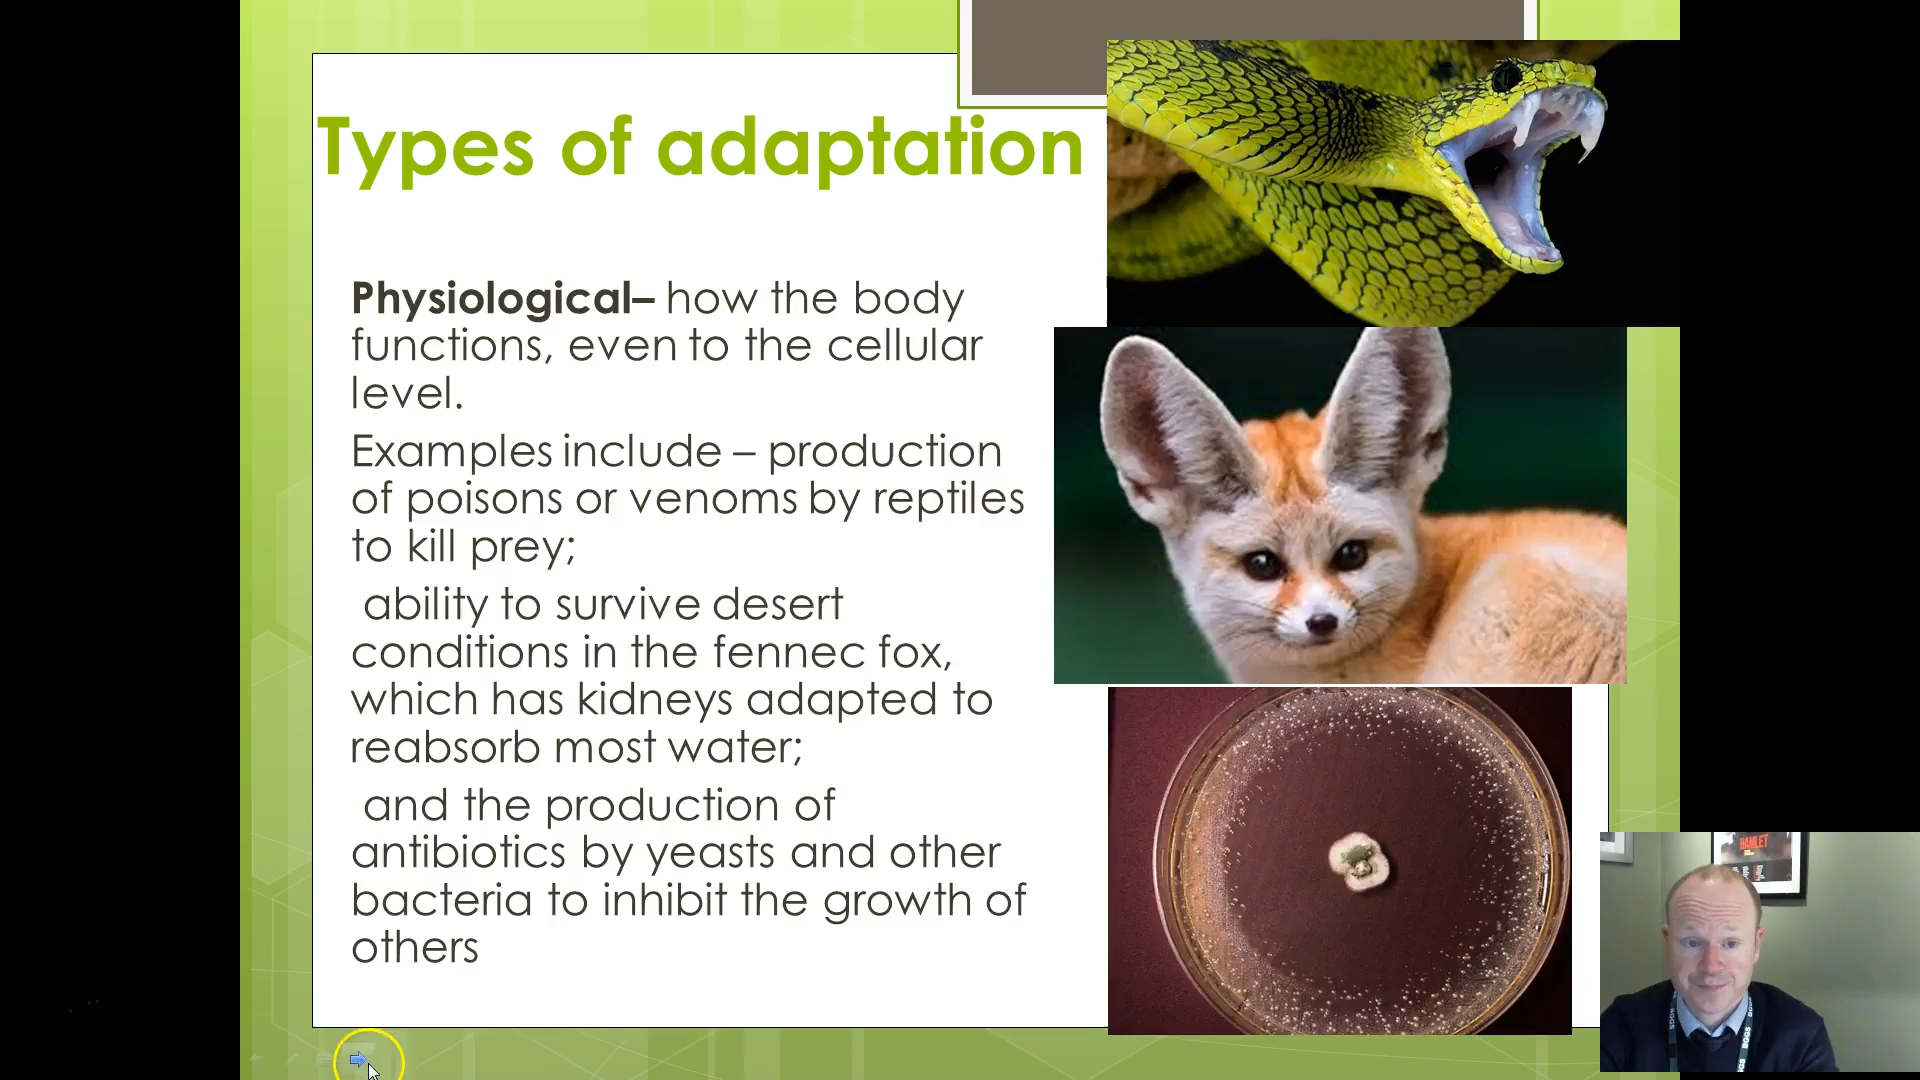 Types of adaptation
Physiological– how the body
functions, even to the cellular
level.
Examples include – production
of poisons or venoms by reptiles
to kill prey;
ability to survive desert
conditions in the fennec fox,
which has kidneys adapted to
reabsorb most water;
and the production of
antibiotics by yeasts and other
bacteria to inhibit the growth of
others
HAMLET
BGGS
BGGS